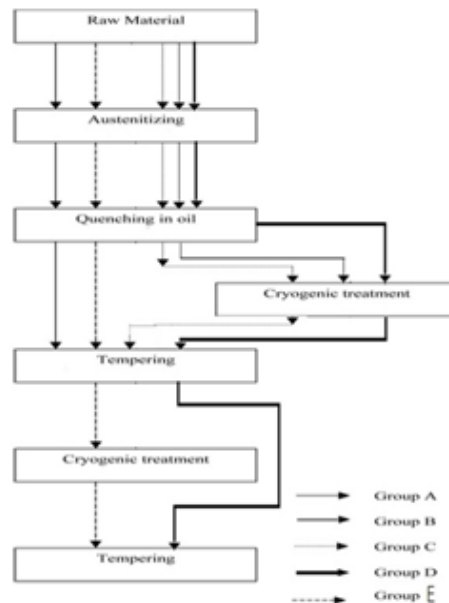 Raw Material
Austenitizing
Quenching in oil
Cryogenic treatment
Tempering
Cryogenic treatment
Tempering
Group A
Group B
Group C
Group D
Group E